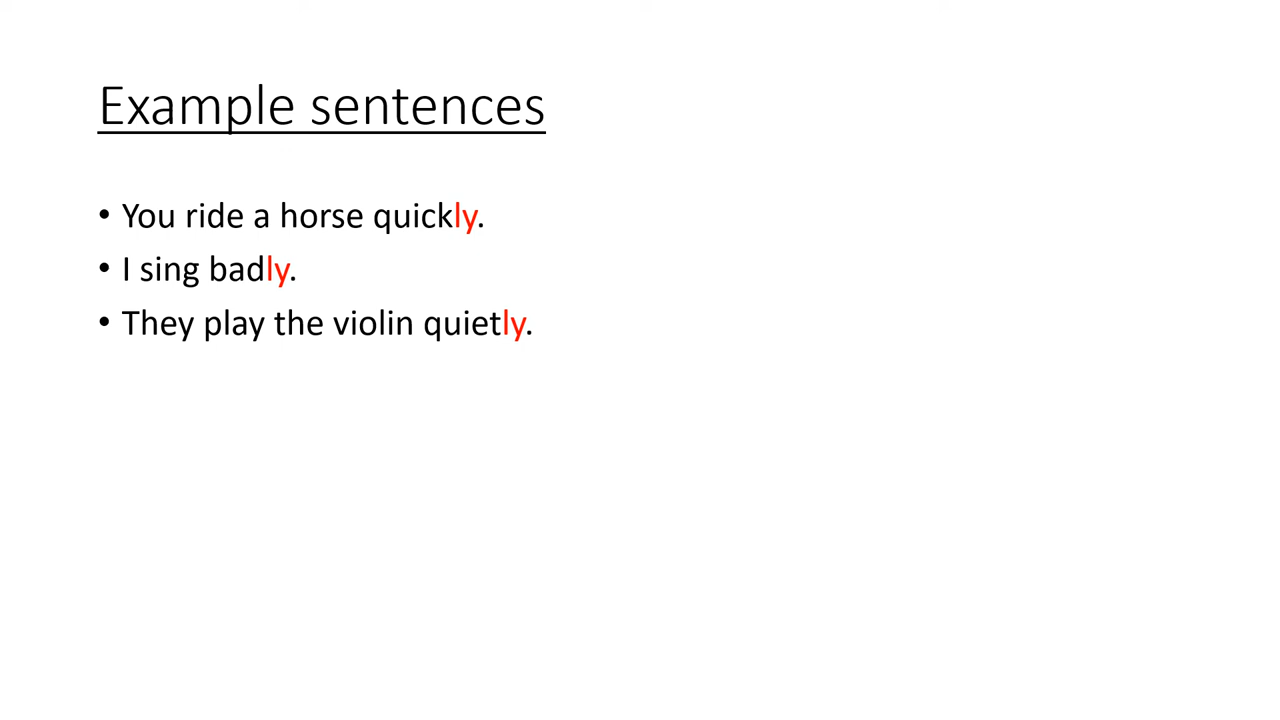 Example sentences
• You ride a horse quickly.
• I sing badly.
• They play the violin quietly.